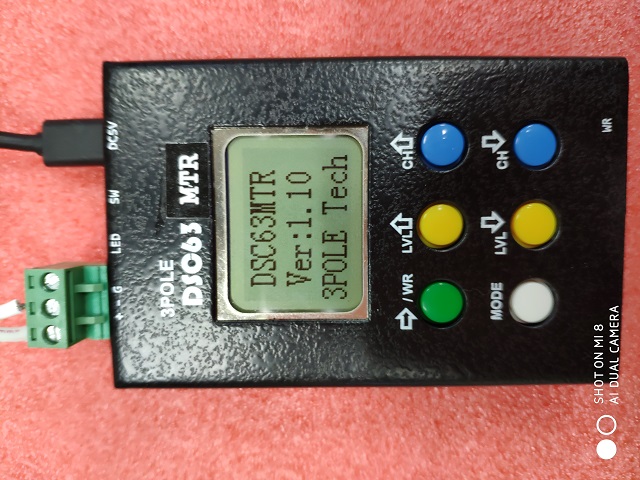 DC5V
SW
LED
+ - G
3POLE
DSC63 MTR
DSC63MTR
Ver:1.10
3POLE Tech
CH
CH
LVL
LVL
/WR
MODE
WR
SHOT ON MI 8
AI DUAL CAMERA